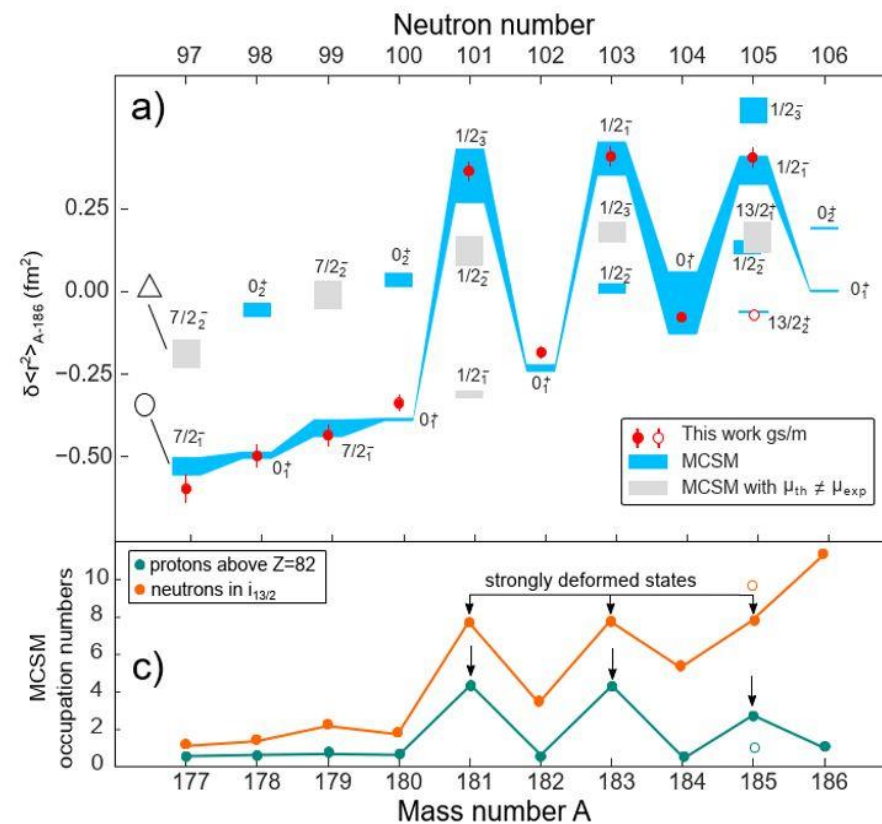 Neutron number
97 98 99 100 101 102 103 104 105 106
a)
δ<r²>A-186 (fm²)
0.25
0.00
−0.25
−0.50
7/2₂⁻
7/2₁⁻
0₂⁺
0₁⁺
7/2₂⁻
7/2₁⁻
0₂⁺
0₁⁺
1/2₃⁻
1/2₂⁻
1/2₁⁻
0₁⁺
1/2₁⁻
1/2₃⁻
1/2₂⁻
0₁⁺
1/2₃⁻
1/2₁⁻
13/2₁⁺
1/2₂⁻
13/2₂⁺
0₂⁺
0₁⁺
This work gs/m
MCSM
MCSM with μth ≠ μexp
c)
protons above Z=82
neutrons in i13/2
strongly deformed states
MCSM
occupation numbers
10
8
6
4
2
0
177 178 179 180 181 182 183 184 185 186
Mass number A